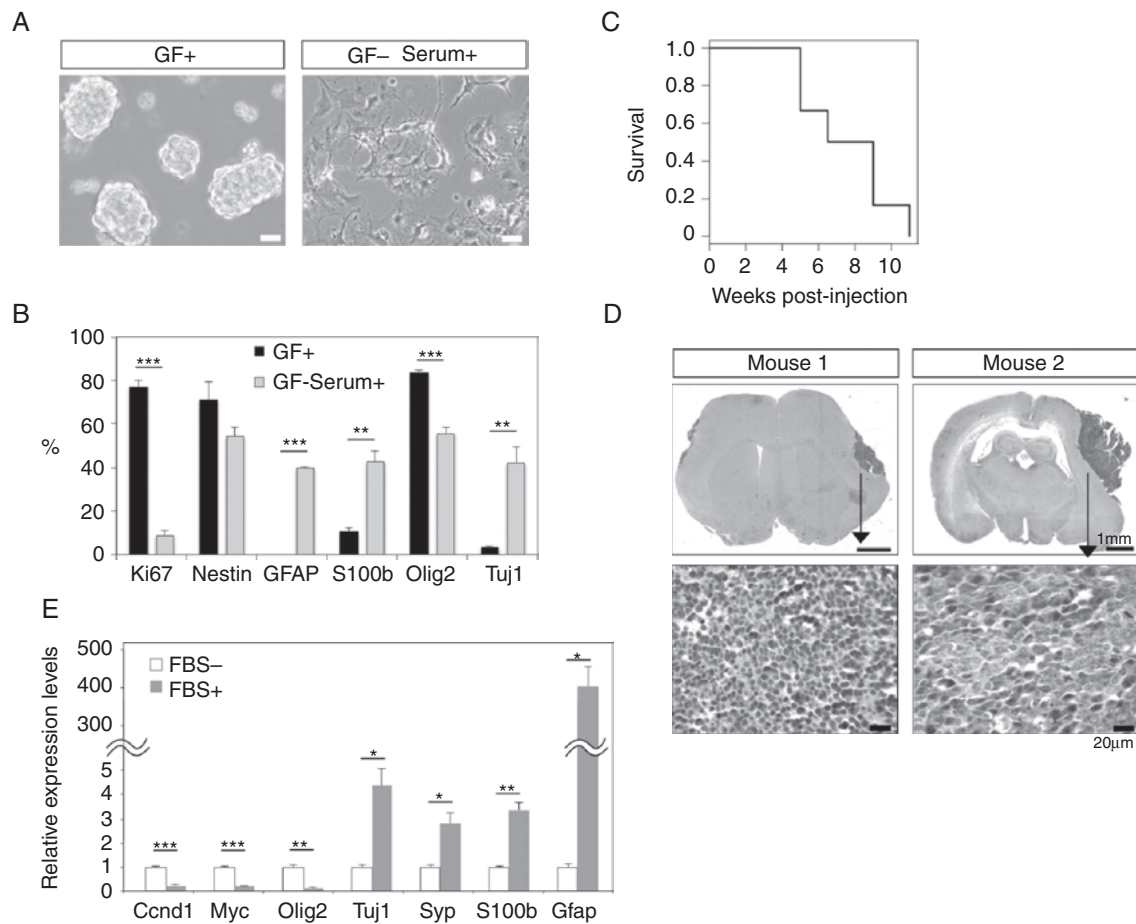 A
GF+
GF– Serum+
B
100
80
60
40
20
0
%
GF+
GF-Serum+
***
***
**
***
**
Ki67 Nestin GFAP S100b Olig2 Tuj1
C
1.0
0.8
0.6
0.4
0.2
0
Survival
0 2 4 6 8 10
Weeks post-injection
D
Mouse 1
Mouse 2
1mm
20μm
E
500
400
300
5
4
3
2
1
0
Relative expression levels
FBS–
FBS+
***
***
**
*
*
**
*
Ccnd1 Myc Olig2 Tuj1 Syp S100b Gfap